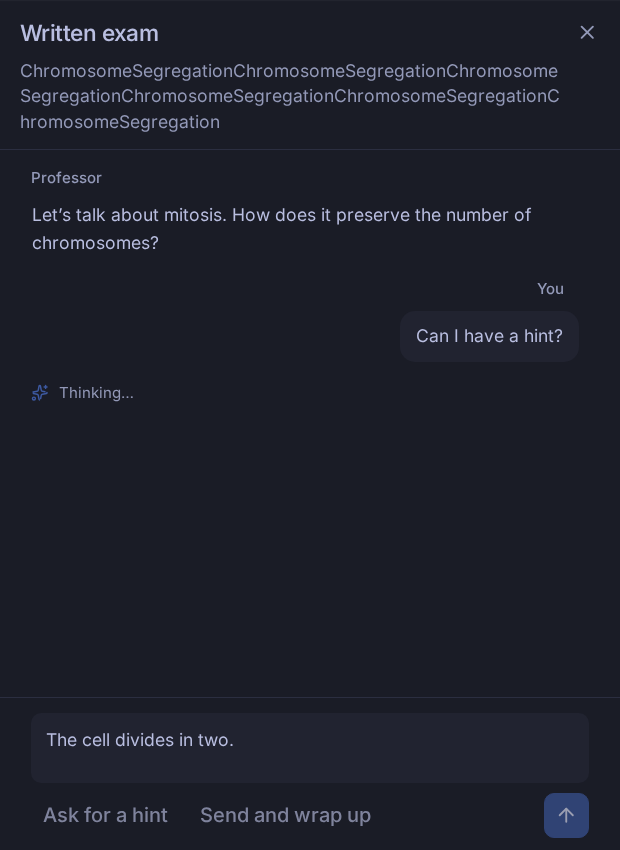 Written exam
ChromosomeSegregationChromosomeSegregationChromosome
SegregationChromosomeSegregationChromosomeSegregationC
hromosomeSegregation
Professor
Let’s talk about mitosis. How does it preserve the number of
chromosomes?
You
Can I have a hint?
Thinking...
The cell divides in two.
Ask for a hint
Send and wrap up